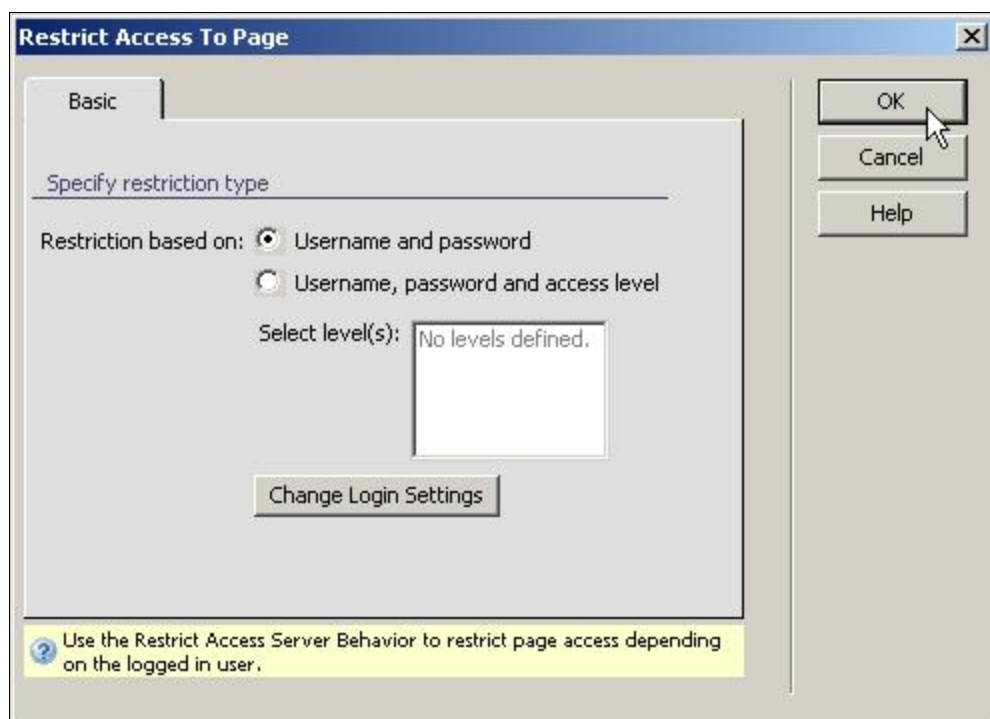 Restrict Access To Page
Basic
OK
Cancel
Help
Specify restriction type
Restriction based on: Username and password
Username, password and access level
Select level(s): No levels defined.
Change Login Settings
Use the Restrict Access Server Behavior to restrict page access depending
on the logged in user.